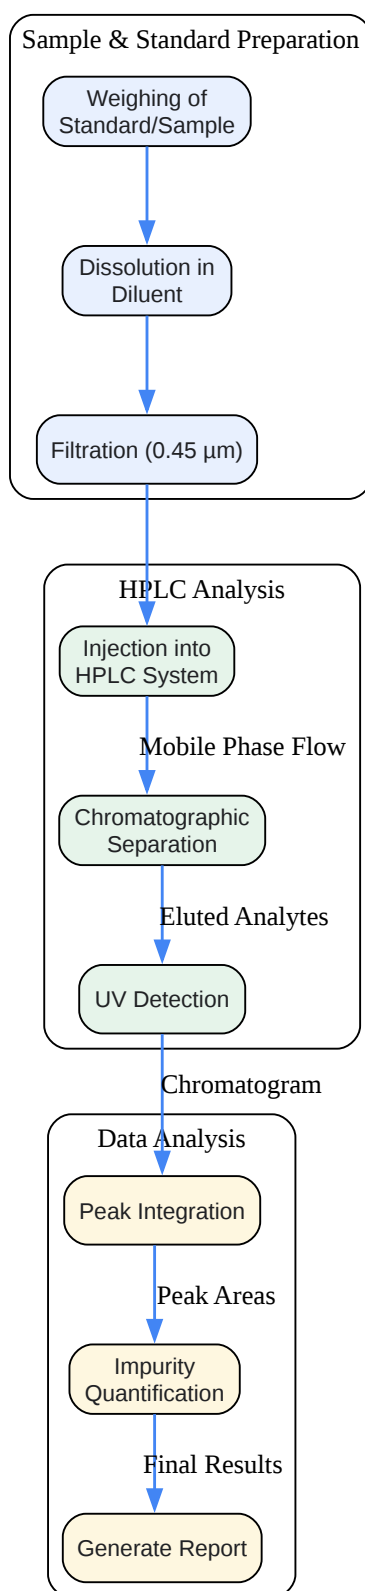 Sample & Standard Preparation
Weighing of
Standard/Sample
Dissolution in
Diluent
Filtration (0.45 µm)
HPLC Analysis
Injection into
HPLC System
Mobile Phase Flow
Chromatographic
Separation
Eluted Analytes
UV Detection
Chromatogram
Data Analysis
Peak Integration
Peak Areas
Impurity
Quantification
Final Results
Generate Report